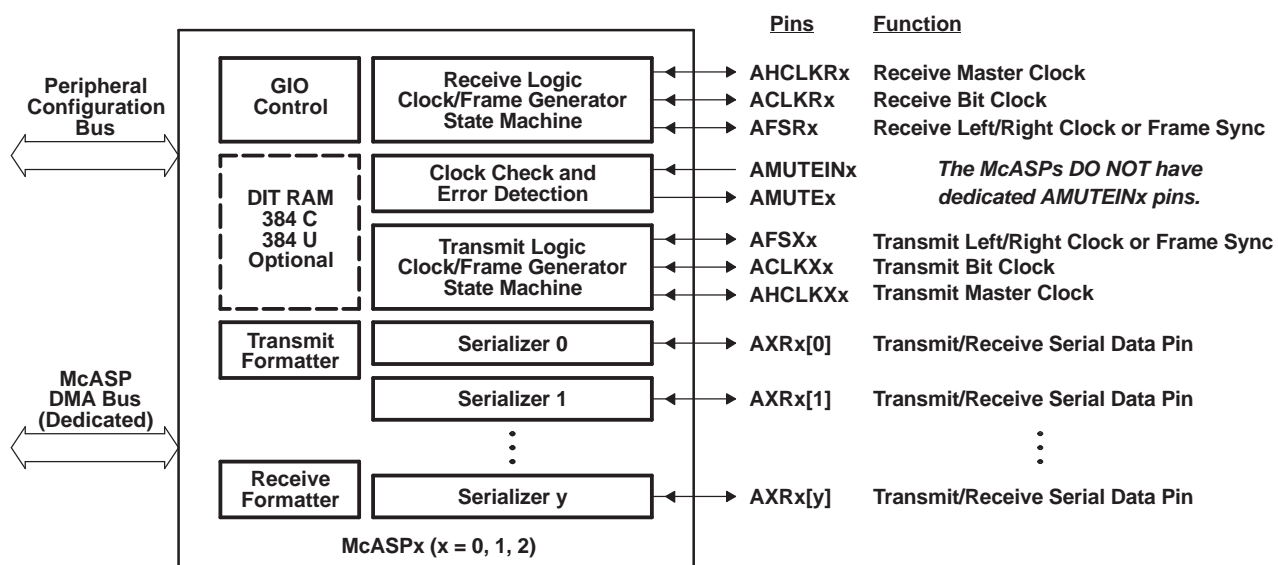 Pins Function
Peripheral
Configuration
Bus
GIO
Control
Receive Logic
Clock/Frame Generator
State Machine
AHCLKRx Receive Master Clock
ACLKRx Receive Bit Clock
AFSRx Receive Left/Right Clock or Frame Sync
DIT RAM
384 C
384 U
Optional
Clock Check and
Error Detection
AMUTEINx
AMUTEx
The McASPs DO NOT have
dedicated AMUTEINx pins.
Transmit Logic
Clock/Frame Generator
State Machine
AFSXx Transmit Left/Right Clock or Frame Sync
ACLKXx Transmit Bit Clock
AHCLKXx Transmit Master Clock
Transmit
Formatter
Serializer 0
AXRx[0] Transmit/Receive Serial Data Pin
McASP
DMA Bus
(Dedicated)
Serializer 1
AXRx[1] Transmit/Receive Serial Data Pin
Receive
Formatter
Serializer y
AXRx[y] Transmit/Receive Serial Data Pin
McASPx (x = 0, 1, 2)